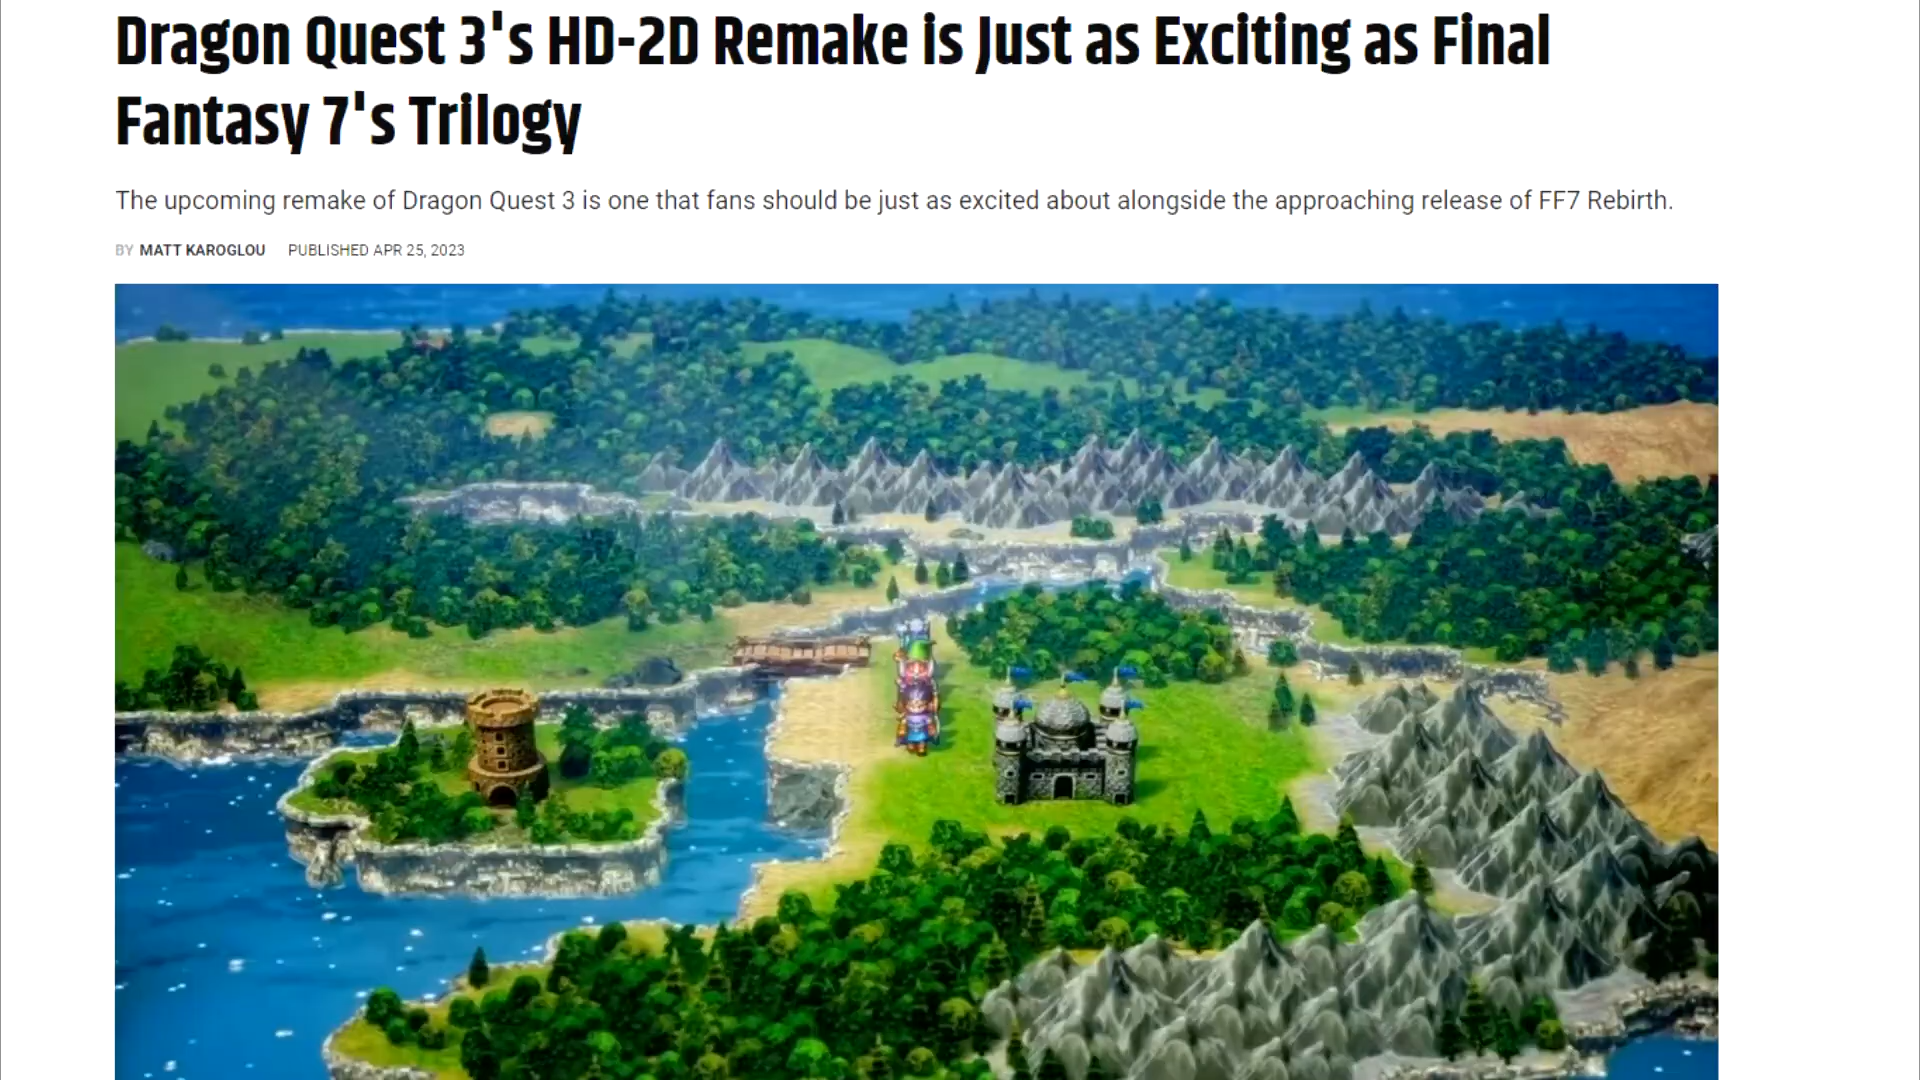 Dragon Quest 3's HD-2D Remake is Just as Exciting as Final
Fantasy 7's Trilogy
The upcoming remake of Dragon Quest 3 is one that fans should be just as excited about alongside the approaching release of FF7 Rebirth.
BY MATT KAROGLOU PUBLISHED APR 25, 2023